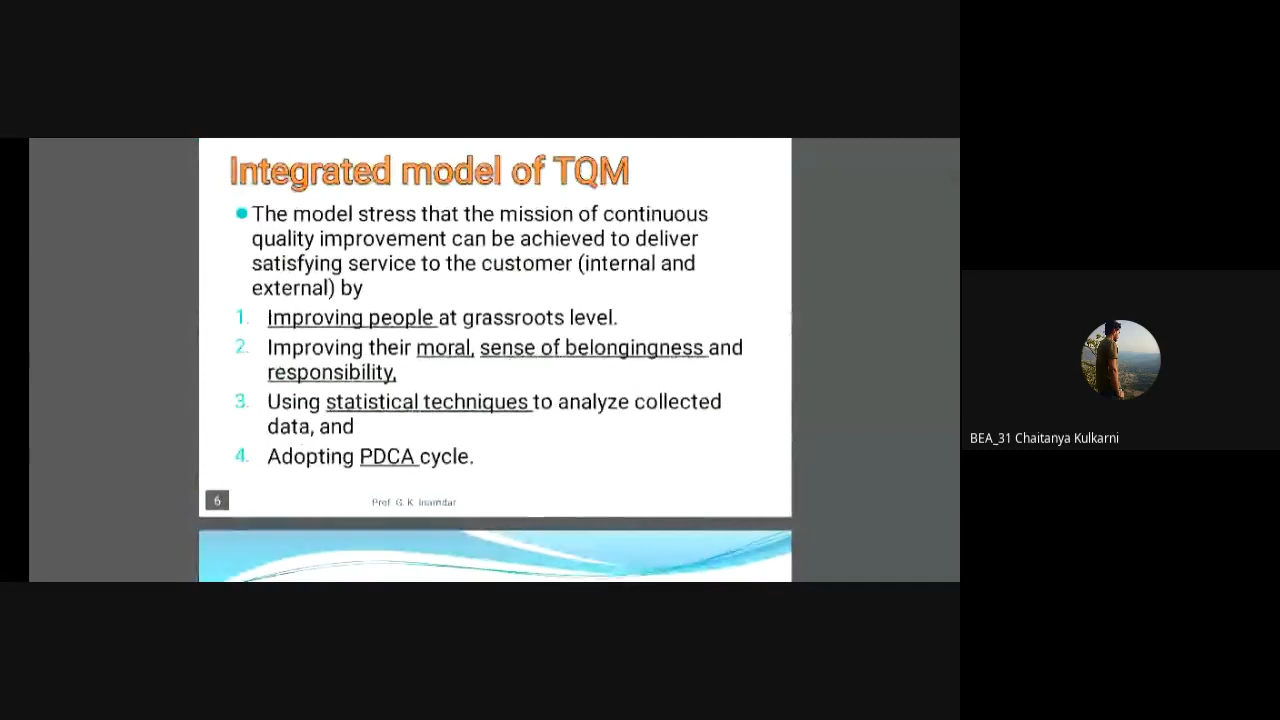 Integrated model of TQM
The model stress that the mission of continuous
quality improvement can be achieved to deliver
satisfying service to the customer (internal and
external) by
1. Improving people at grassroots level.
2. Improving their moral, sense of belongingness and
responsibility,
3. Using statistical techniques to analyze collected
data, and
4. Adopting PDCA cycle.
6
Prof. G. K. Inamdar
BEA_31 Chaitanya Kulkarni